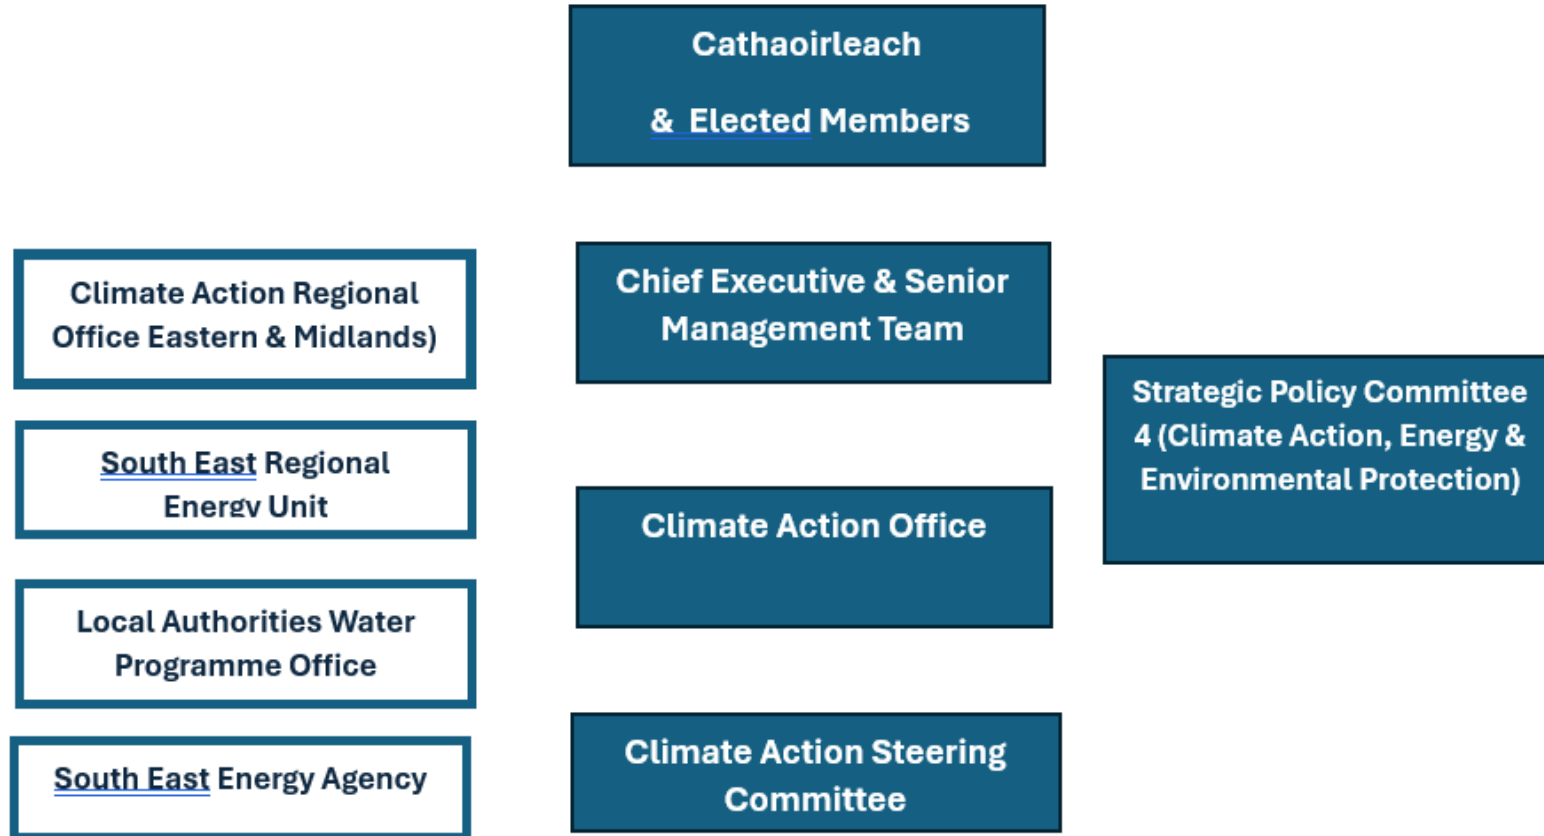 Cathaoirleach
& Elected Members
Climate Action Regional
Office Eastern & Midlands)
South East Regional
Energy Unit
Local Authorities Water
Programme Office
South East Energy Agency
Chief Executive & Senior
Management Team
Climate Action Office
Climate Action Steering
Committee
Strategic Policy Committee
4 (Climate Action, Energy &
Environmental Protection)